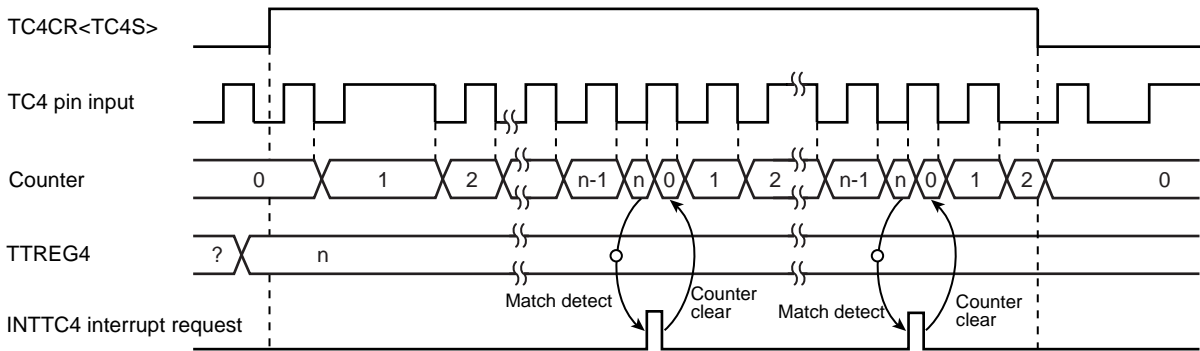 TC4CR<TC4S>
TC4 pin input
Counter 0 1 2 n-1 n 0 1 2 n-1 n 0 1 2 0
TTREG4 ? n
Match detect Counter clear Match detect Counter clear
INTTC4 interrupt request